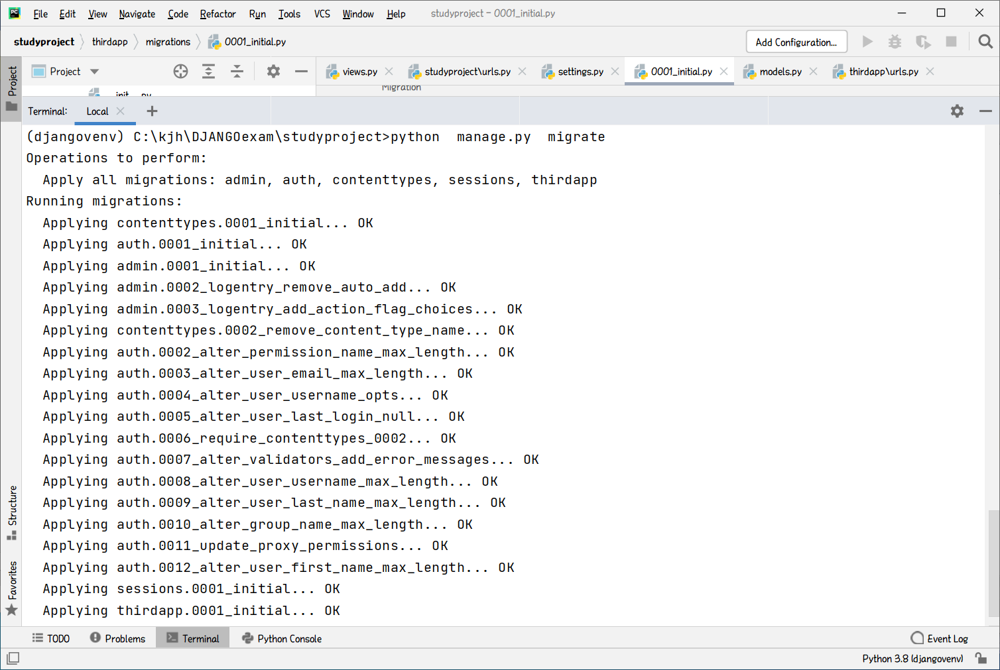 File Edit View Navigate Code Refactor Run Tools VCS Window Help studyproject - 0001_initial.py
studyproject thirdapp migrations 0001_initial.py Add Configuration...
Project Project views.py studyproject\urls.py settings.py 0001_initial.py models.py thirdapp\urls.py
__init__.py Migration
Terminal: Local +
(djangovenv) C:\kjh\DJANGOexam\studyproject>python  manage.py  migrate
Operations to perform:
  Apply all migrations: admin, auth, contenttypes, sessions, thirdapp
Running migrations:
  Applying contenttypes.0001_initial... OK
  Applying auth.0001_initial... OK
  Applying admin.0001_initial... OK
  Applying admin.0002_logentry_remove_auto_add... OK
  Applying admin.0003_logentry_add_action_flag_choices... OK
  Applying contenttypes.0002_remove_content_type_name... OK
  Applying auth.0002_alter_permission_name_max_length... OK
  Applying auth.0003_alter_user_email_max_length... OK
  Applying auth.0004_alter_user_username_opts... OK
  Applying auth.0005_alter_user_last_login_null... OK
  Applying auth.0006_require_contenttypes_0002... OK
  Applying auth.0007_alter_validators_add_error_messages... OK
  Applying auth.0008_alter_user_username_max_length... OK
  Applying auth.0009_alter_user_last_name_max_length... OK
  Applying auth.0010_alter_group_name_max_length... OK
  Applying auth.0011_update_proxy_permissions... OK
  Applying auth.0012_alter_user_first_name_max_length... OK
  Applying sessions.0001_initial... OK
  Applying thirdapp.0001_initial... OK
Structure
Favorites
TODO Problems Terminal Python Console Event Log
Python 3.8 (djangovenv)